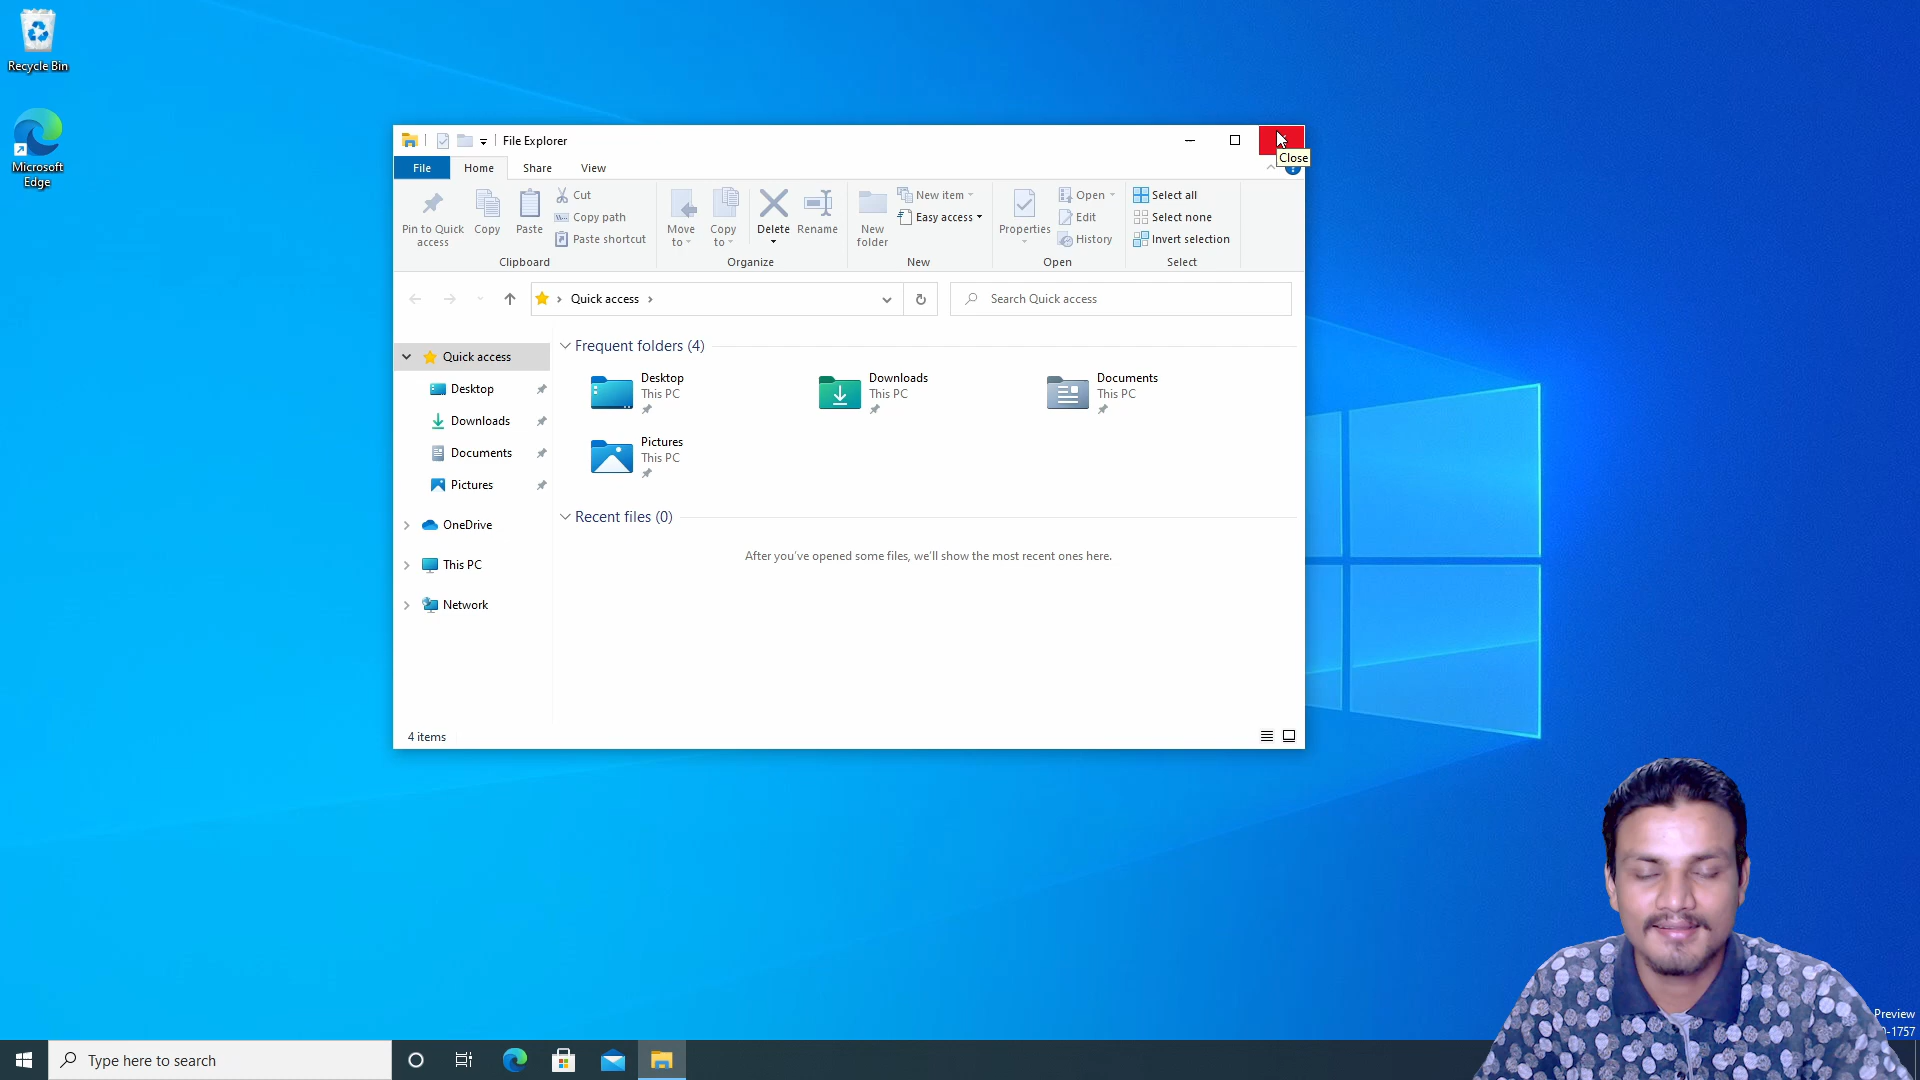 Recycle Bin
Microsoft
Edge
File Explorer
Close
File
Home
Share
View
Pin to Quick
access
Copy
Paste
Cut
Copy path
Paste shortcut
Clipboard
Move
to
Copy
to
Delete
Rename
Organize
New
folder
New item
Easy access
New
Properties
Open
Edit
History
Open
Select all
Select none
Invert selection
Select
Quick access
Search Quick access
Quick access
Desktop
Downloads
Documents
Pictures
OneDrive
This PC
Network
Frequent folders (4)
Desktop
This PC
Downloads
This PC
Documents
This PC
Pictures
This PC
Recent files (0)
After you've opened some files, we'll show the most recent ones here.
4 items
Preview
-1757
Type here to search